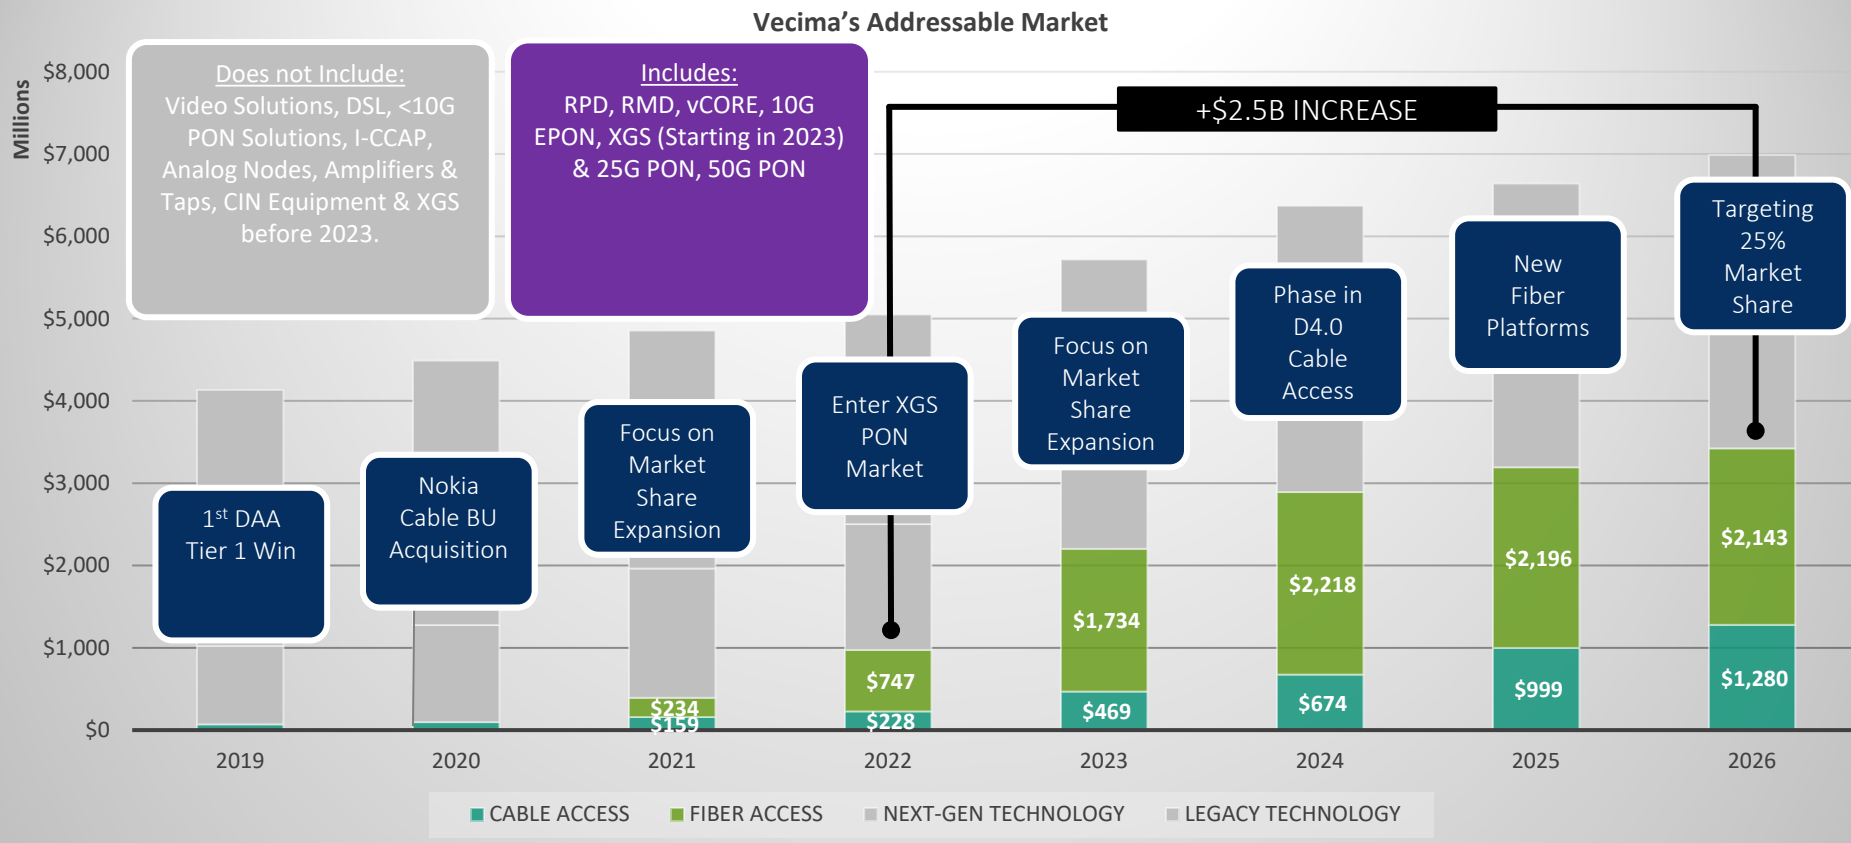 Vecima’s Addressable Market
Millions
$8,000
$7,000
$6,000
$5,000
$4,000
$3,000
$2,000
$1,000
$0
Does not Include:
Video Solutions, DSL, <10G
PON Solutions, I-CCAP,
Analog Nodes, Amplifiers &
Taps, CIN Equipment & XGS
before 2023.
Includes:
RPD, RMD, vCORE, 10G
EPON, XGS (Starting in 2023)
& 25G PON, 50G PON
+$2.5B INCREASE
1st DAA
Tier 1 Win
Nokia
Cable BU
Acquisition
Focus on
Market
Share
Expansion
$234
$159
Enter XGS
PON
Market
$747
$228
Focus on
Market
Share
Expansion
$1,734
$469
Phase in
D4.0
Cable
Access
$2,218
$674
New
Fiber
Platforms
$2,196
$999
Targeting
25%
Market
Share
$2,143
$1,280
2019
2020
2021
2022
2023
2024
2025
2026
CABLE ACCESS
FIBER ACCESS
NEXT-GEN TECHNOLOGY
LEGACY TECHNOLOGY